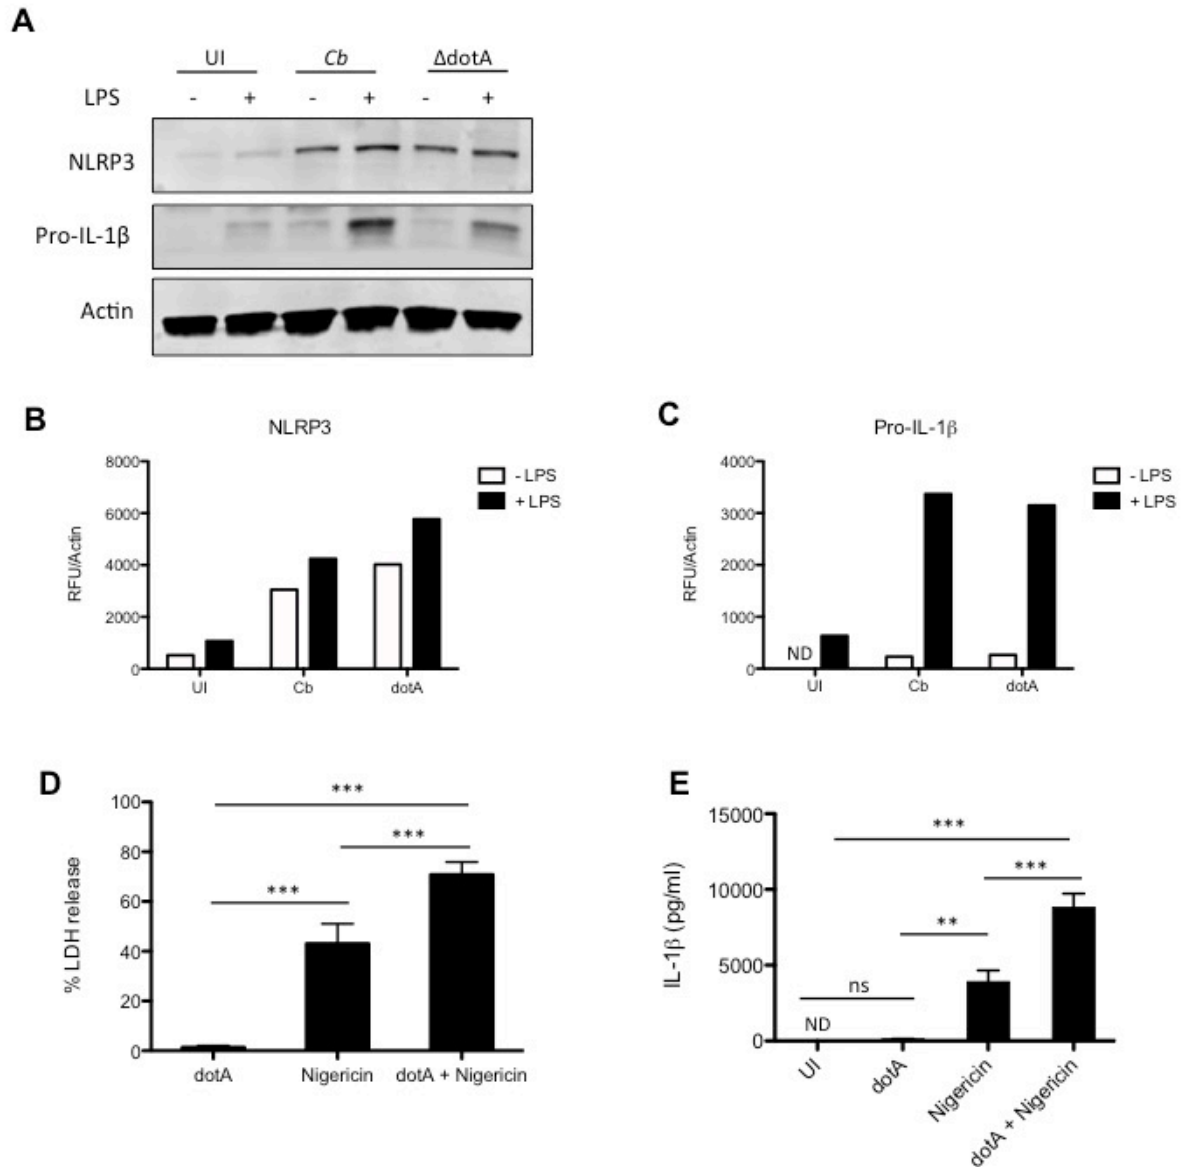 A
UI Cb ΔdotA
LPS - + - + - +
NLRP3
Pro-IL-1β
Actin
B
NLRP3
8000
6000
4000
2000
0
RFU/Actin
UI Cb dotA
- LPS
+ LPS
C
Pro-IL-1β
4000
3000
2000
1000
0
RFU/Actin
ND
UI Cb dotA
- LPS
+ LPS
D
100
80
60
40
20
0
% LDH release
***
***
***
dotA Nigericin dotA + Nigericin
E
15000
10000
5000
0
IL-1β (pg/ml)
***
***
**
ns
ND
UI dotA Nigericin dotA + Nigericin